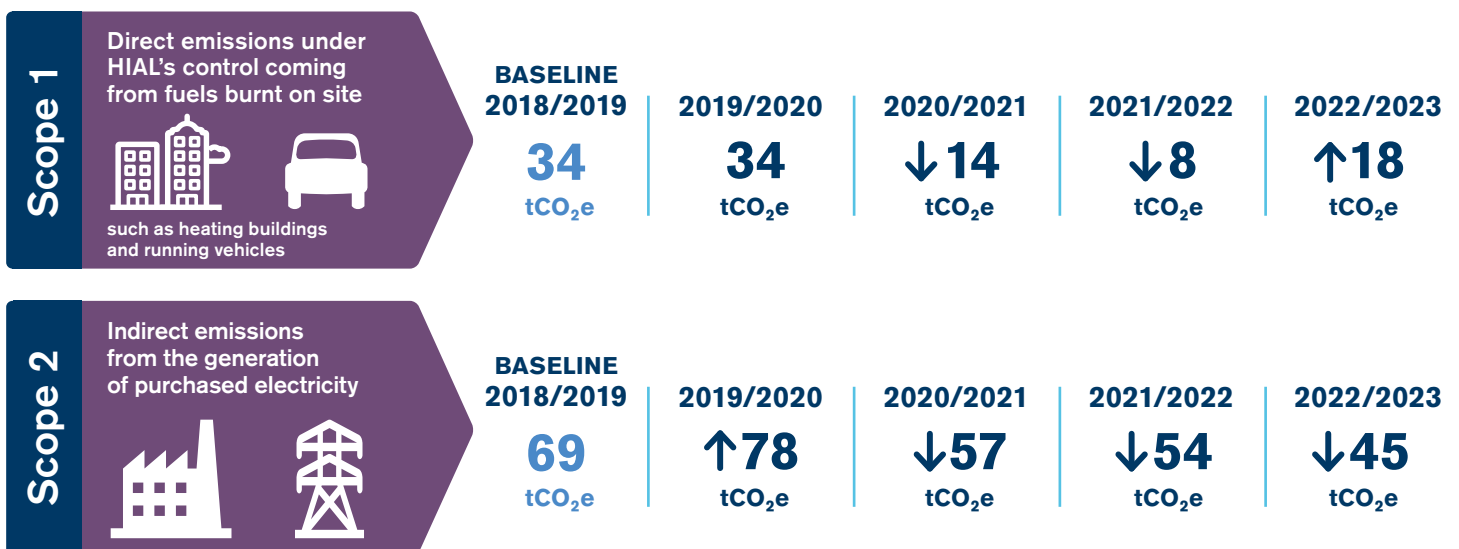 Scope 1
Direct emissions under
HIAL’s control coming
from fuels burnt on site
such as heating buildings
and running vehicles
BASELINE
2018/2019
34
tCO₂e
2019/2020
34
tCO₂e
2020/2021
↓14
tCO₂e
2021/2022
↓8
tCO₂e
2022/2023
↑18
tCO₂e
Scope 2
Indirect emissions
from the generation
of purchased electricity
BASELINE
2018/2019
69
tCO₂e
2019/2020
↑78
tCO₂e
2020/2021
↓57
tCO₂e
2021/2022
↓54
tCO₂e
2022/2023
↓45
tCO₂e